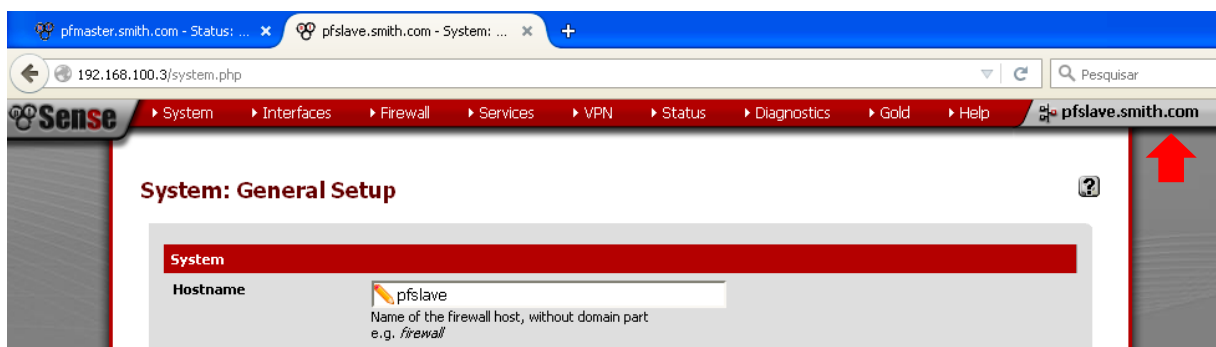 pfmaster.smith.com - Status: ...
pfslave.smith.com - System: ...
192.168.100.3/system.php
Pesquisar
Sense
System Interfaces Firewall Services VPN Status Diagnostics Gold Help pfslave.smith.com
System: General Setup
?
System
Hostname
pfslave
Name of the firewall host, without domain part
e.g. firewall